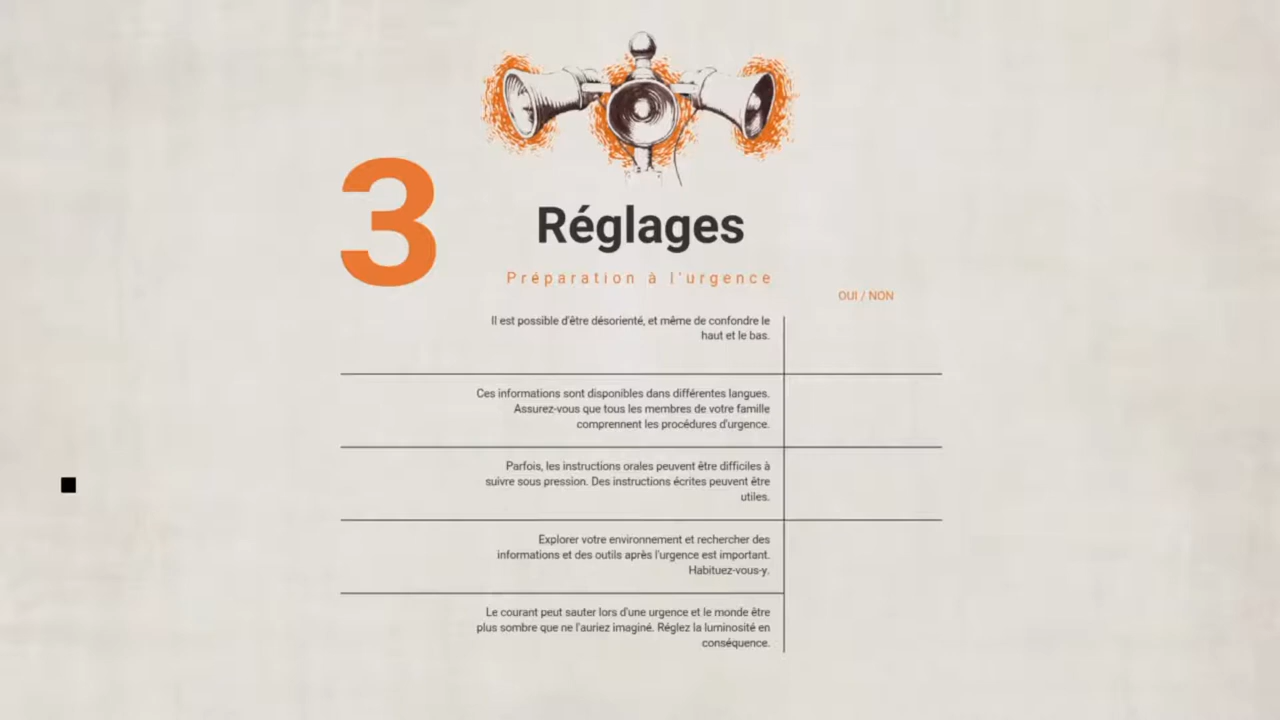 3
Réglages
Préparation à l'urgence
OUI / NON
Il est possible d'être désorienté, et même de confondre le
haut et le bas.
Ces informations sont disponibles dans différentes langues.
Assurez-vous que tous les membres de votre famille
comprennent les procédures d'urgence.
Parfois, les instructions orales peuvent être difficiles à
suivre sous pression. Des instructions écrites peuvent être
utiles.
Explorer votre environnement et rechercher des
informations et des outils après l'urgence est important.
Habituez-vous-y.
Le courant peut sauter lors d'une urgence et le monde être
plus sombre que ne l'auriez imaginé. Réglez la luminosité en
conséquence.